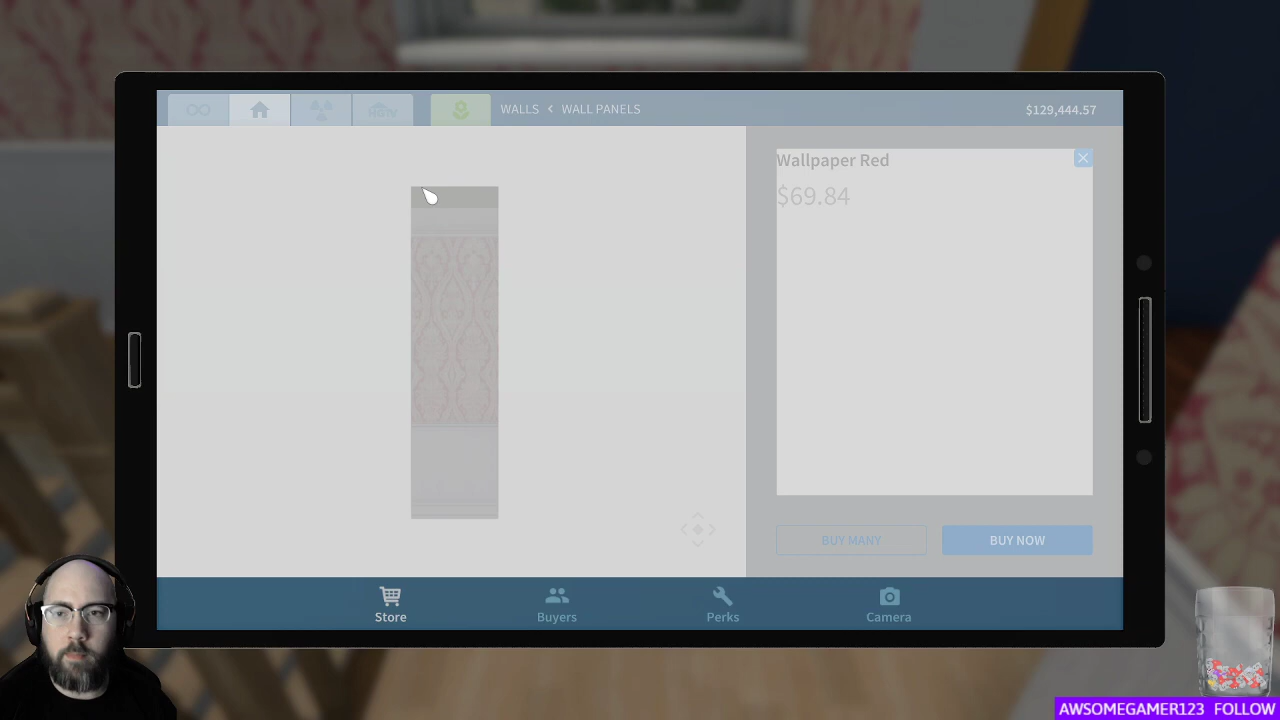 HGTV
WALLS < WALL PANELS
$129,444.57
Wallpaper Red
$69.84
BUY MANY
BUY NOW
Store
Buyers
Perks
Camera
AWSOMEGAMER123 FOLLOW